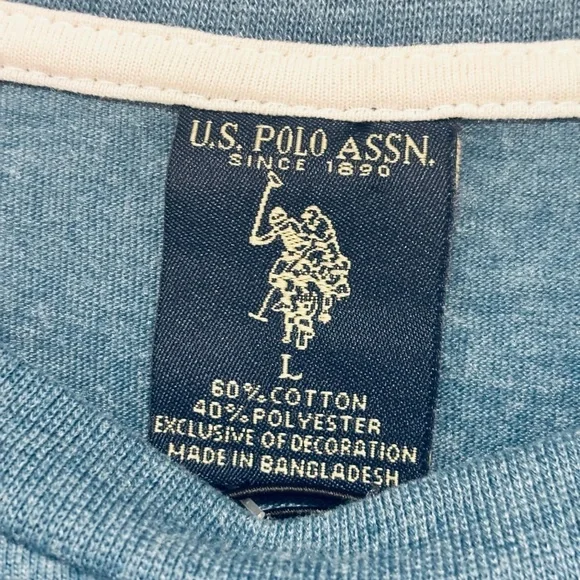 U.S. POLO ASSN.
SINCE 1890
L
60% COTTON
40% POLYESTER
EXCLUSIVE OF DECORATION
MADE IN BANGLADESH